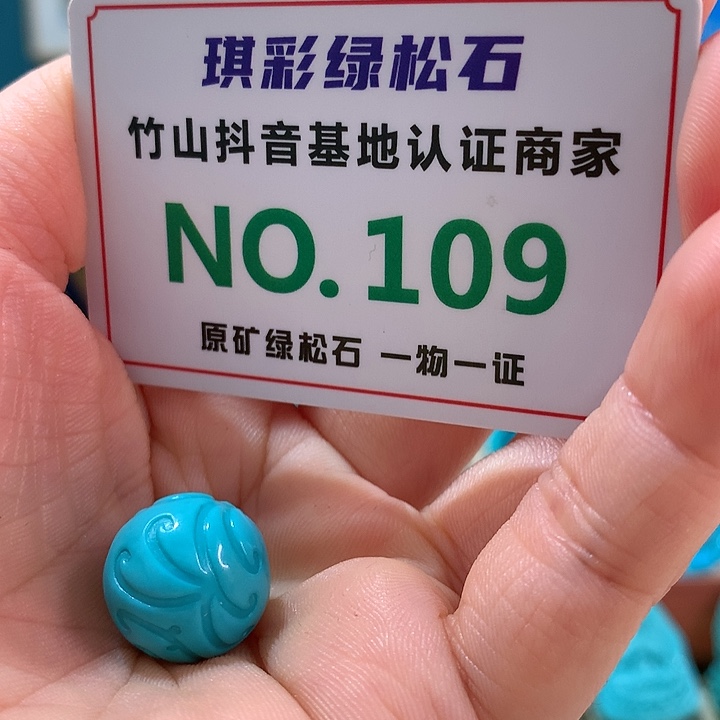 琪彩绿松石
竹山抖音基地认证商家
NO.109
原矿绿松石 一物一证